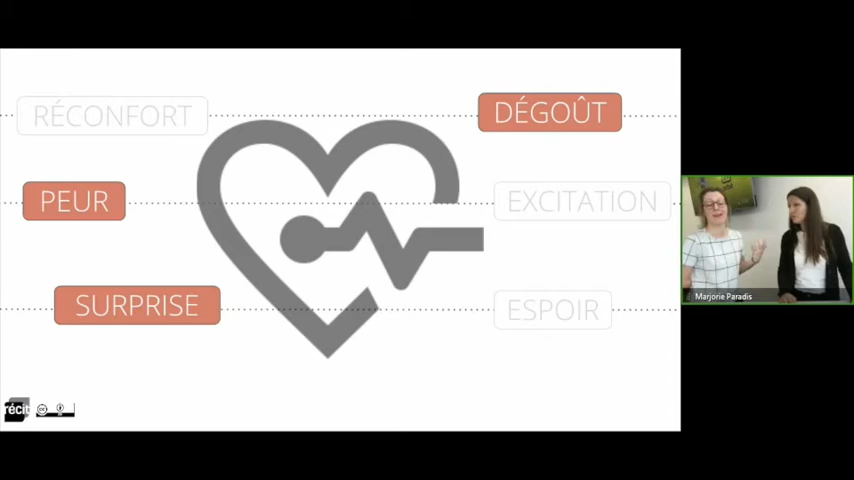 RÉCONFORT
DÉGOÛT
PEUR
EXCITATION
SURPRISE
ESPOIR
récit
Marjorie Paradis